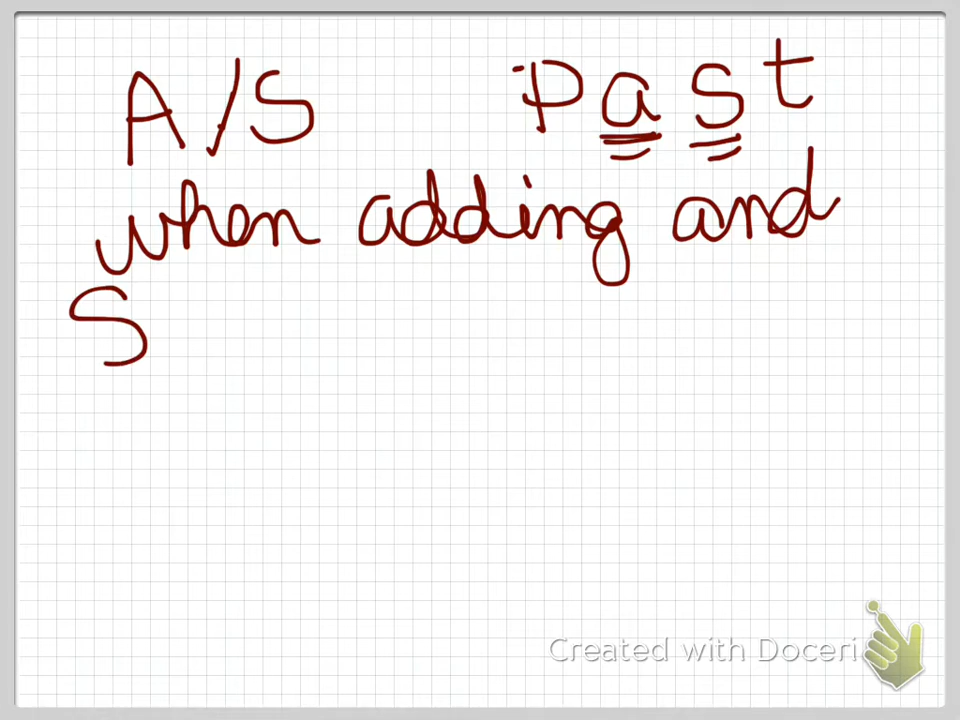 A/S Past
when adding and
S
Created with Doceri